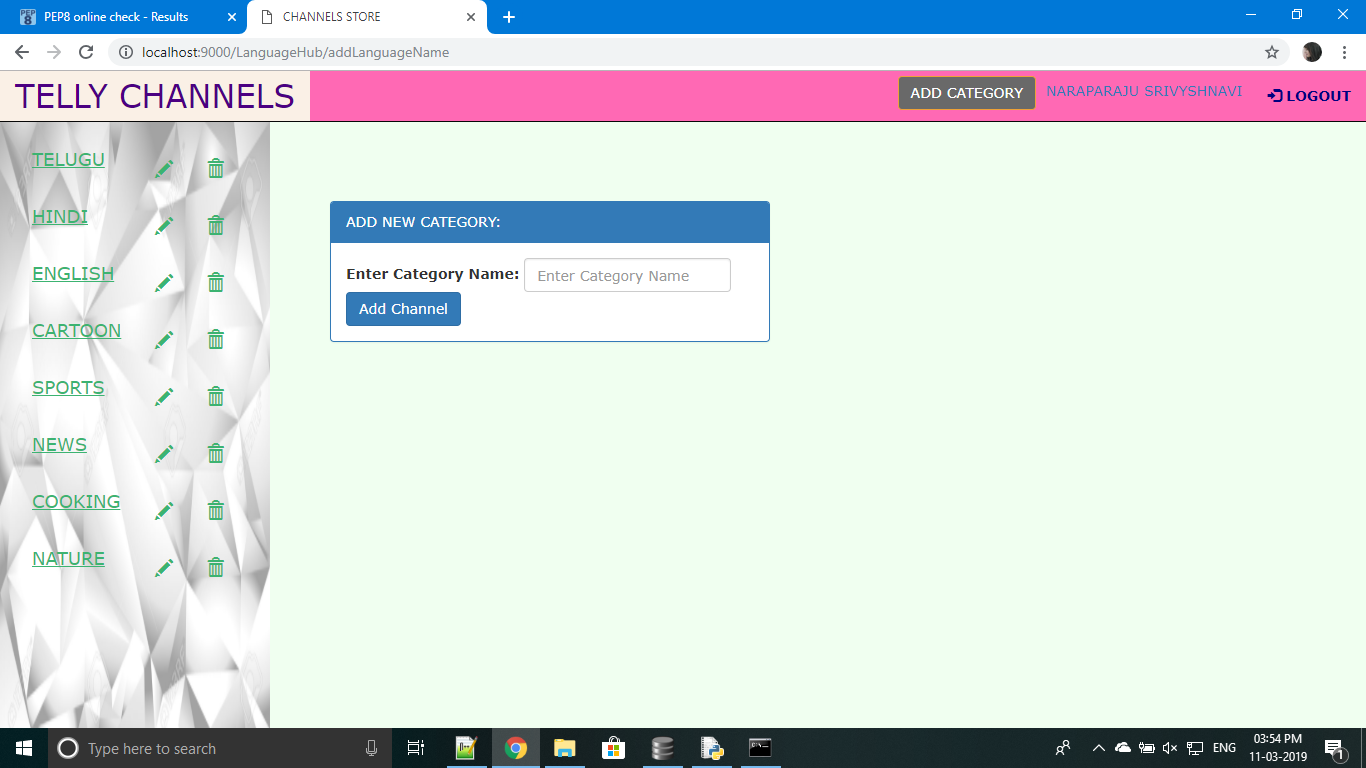 PEP8 online check - Results
CHANNELS STORE
localhost:9000/LanguageHub/addLanguageName
TELLY CHANNELS
ADD CATEGORY
NARAPARAJU SRIVYSHNAVI
LOGOUT
TELUGU
HINDI
ENGLISH
CARTOON
SPORTS
NEWS
COOKING
NATURE
ADD NEW CATEGORY:
Enter Category Name: Enter Category Name
Add Channel
Type here to search
ENG
03:54 PM
11-03-2019
1